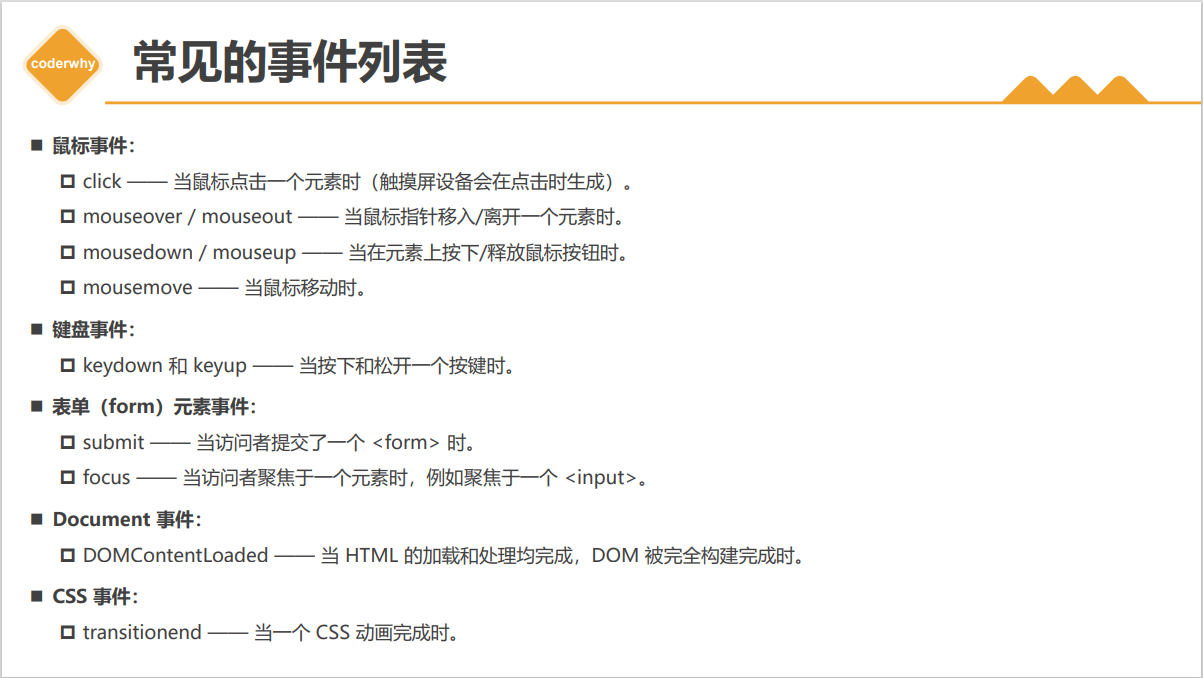 coderwhy
常见的事件列表
鼠标事件：
click —— 当鼠标点击一个元素时（触摸屏设备会在点击时生成）。
mouseover / mouseout —— 当鼠标指针移入/离开一个元素时。
mousedown / mouseup —— 当在元素上按下/释放鼠标按钮时。
mousemove —— 当鼠标移动时。
键盘事件：
keydown 和 keyup —— 当按下和松开一个按键时。
表单（form）元素事件：
submit —— 当访问者提交了一个 <form> 时。
focus —— 当访问者聚焦于一个元素时，例如聚焦于一个 <input>。
Document 事件：
DOMContentLoaded —— 当 HTML 的加载和处理均完成，DOM 被完全构建完成时。
CSS 事件：
transitionend —— 当一个 CSS 动画完成时。